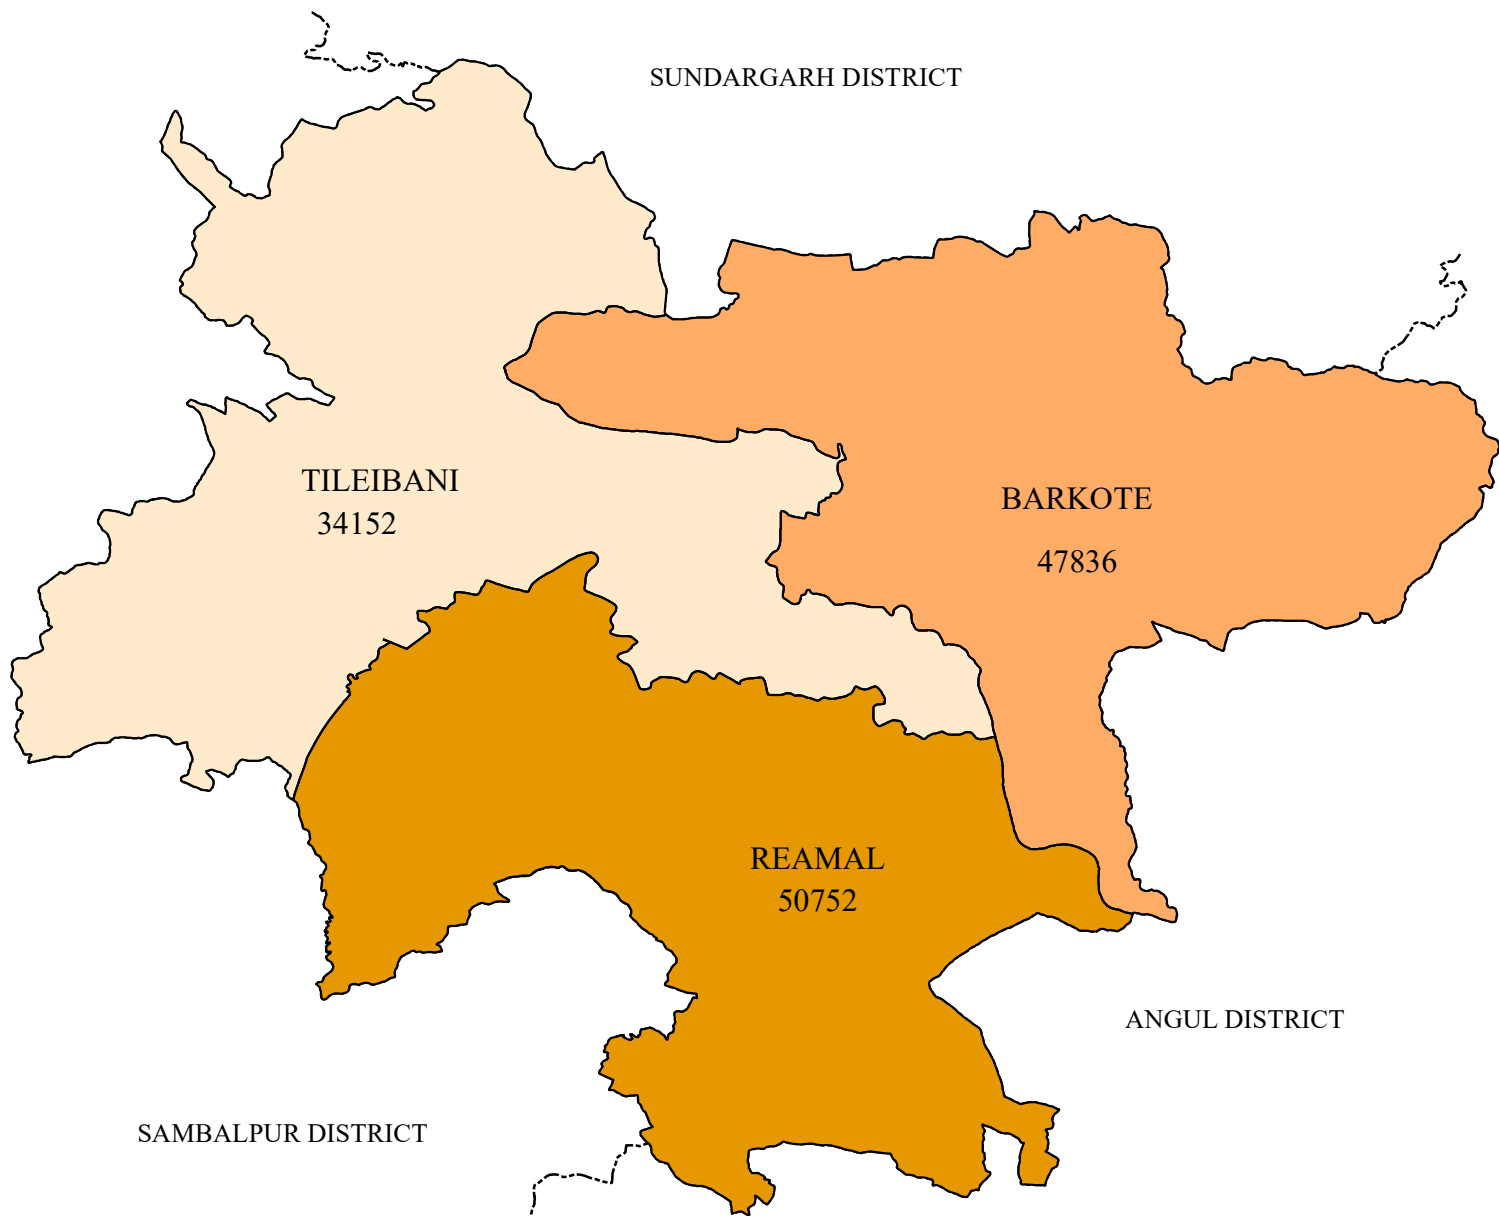 SUNDARGARH DISTRICT
TILEIBANI
34152
BARKOTE
47836
REAMAL
50752
ANGUL DISTRICT
SAMBALPUR DISTRICT